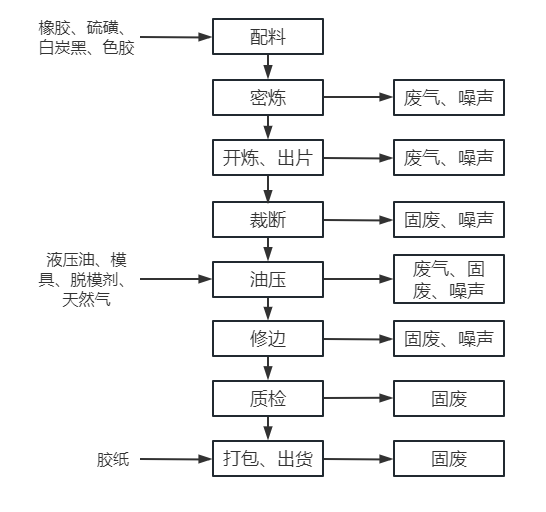 橡胶、硫磺、
白炭黑、色胶
配料
密炼
废气、噪声
开炼、出片
废气、噪声
裁断
固废、噪声
液压油、模
具、脱模剂、
天然气
油压
废气、固
废、噪声
修边
固废、噪声
质检
固废
胶纸
打包、出货
固废